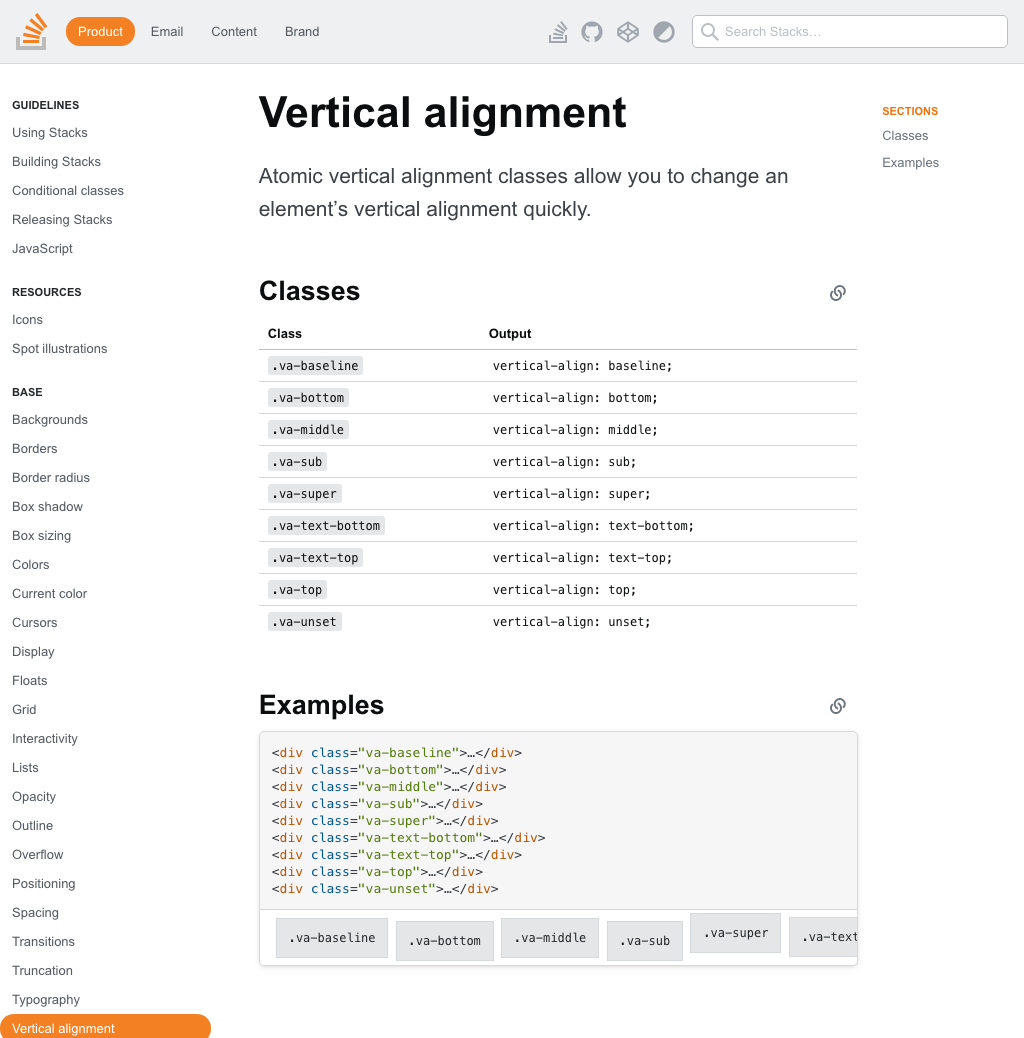 Product Email Content Brand
Search Stacks…
GUIDELINES
Using Stacks
Building Stacks
Conditional classes
Releasing Stacks
JavaScript
RESOURCES
Icons
Spot illustrations
BASE
Backgrounds
Borders
Border radius
Box shadow
Box sizing
Colors
Current color
Cursors
Display
Floats
Grid
Interactivity
Lists
Opacity
Outline
Overflow
Positioning
Spacing
Transitions
Truncation
Typography
Vertical alignment
Vertical alignment
Atomic vertical alignment classes allow you to change an
element’s vertical alignment quickly.
Classes
Class Output
.va-baseline vertical-align: baseline;
.va-bottom vertical-align: bottom;
.va-middle vertical-align: middle;
.va-sub vertical-align: sub;
.va-super vertical-align: super;
.va-text-bottom vertical-align: text-bottom;
.va-text-top vertical-align: text-top;
.va-top vertical-align: top;
.va-unset vertical-align: unset;
Examples
<div class="va-baseline">…</div>
<div class="va-bottom">…</div>
<div class="va-middle">…</div>
<div class="va-sub">…</div>
<div class="va-super">…</div>
<div class="va-text-bottom">…</div>
<div class="va-text-top">…</div>
<div class="va-top">…</div>
<div class="va-unset">…</div>
.va-baseline .va-bottom .va-middle .va-sub .va-super .va-text
SECTIONS
Classes
Examples